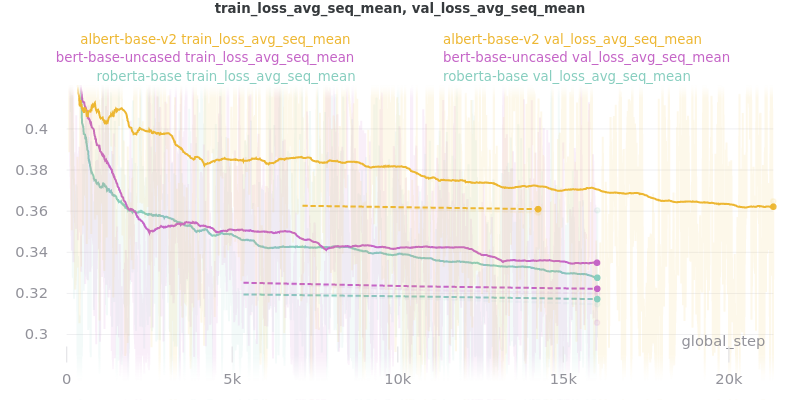 train_loss_avg_seq_mean, val_loss_avg_seq_mean
albert-base-v2 train_loss_avg_seq_mean albert-base-v2 val_loss_avg_seq_mean
bert-base-uncased train_loss_avg_seq_mean bert-base-uncased val_loss_avg_seq_mean
roberta-base train_loss_avg_seq_mean roberta-base val_loss_avg_seq_mean
0.4
0.38
0.36
0.34
0.32
0.3
global_step
0 5k 10k 15k 20k